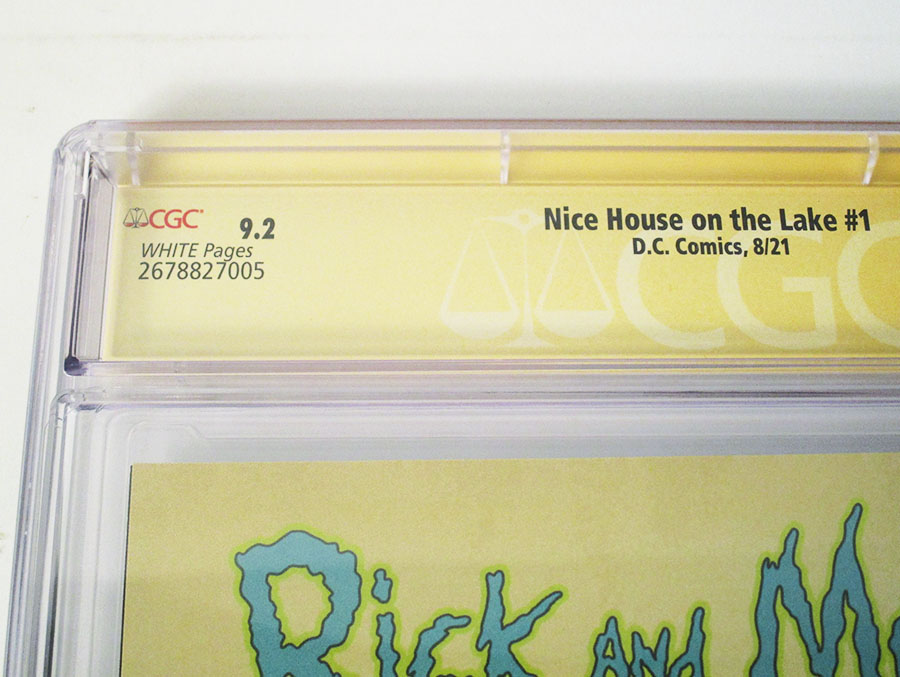 CGC
9.2
WHITE Pages
2678827005
Nice House on the Lake #1
D.C. Comics, 8/21
CGC
Rick AND